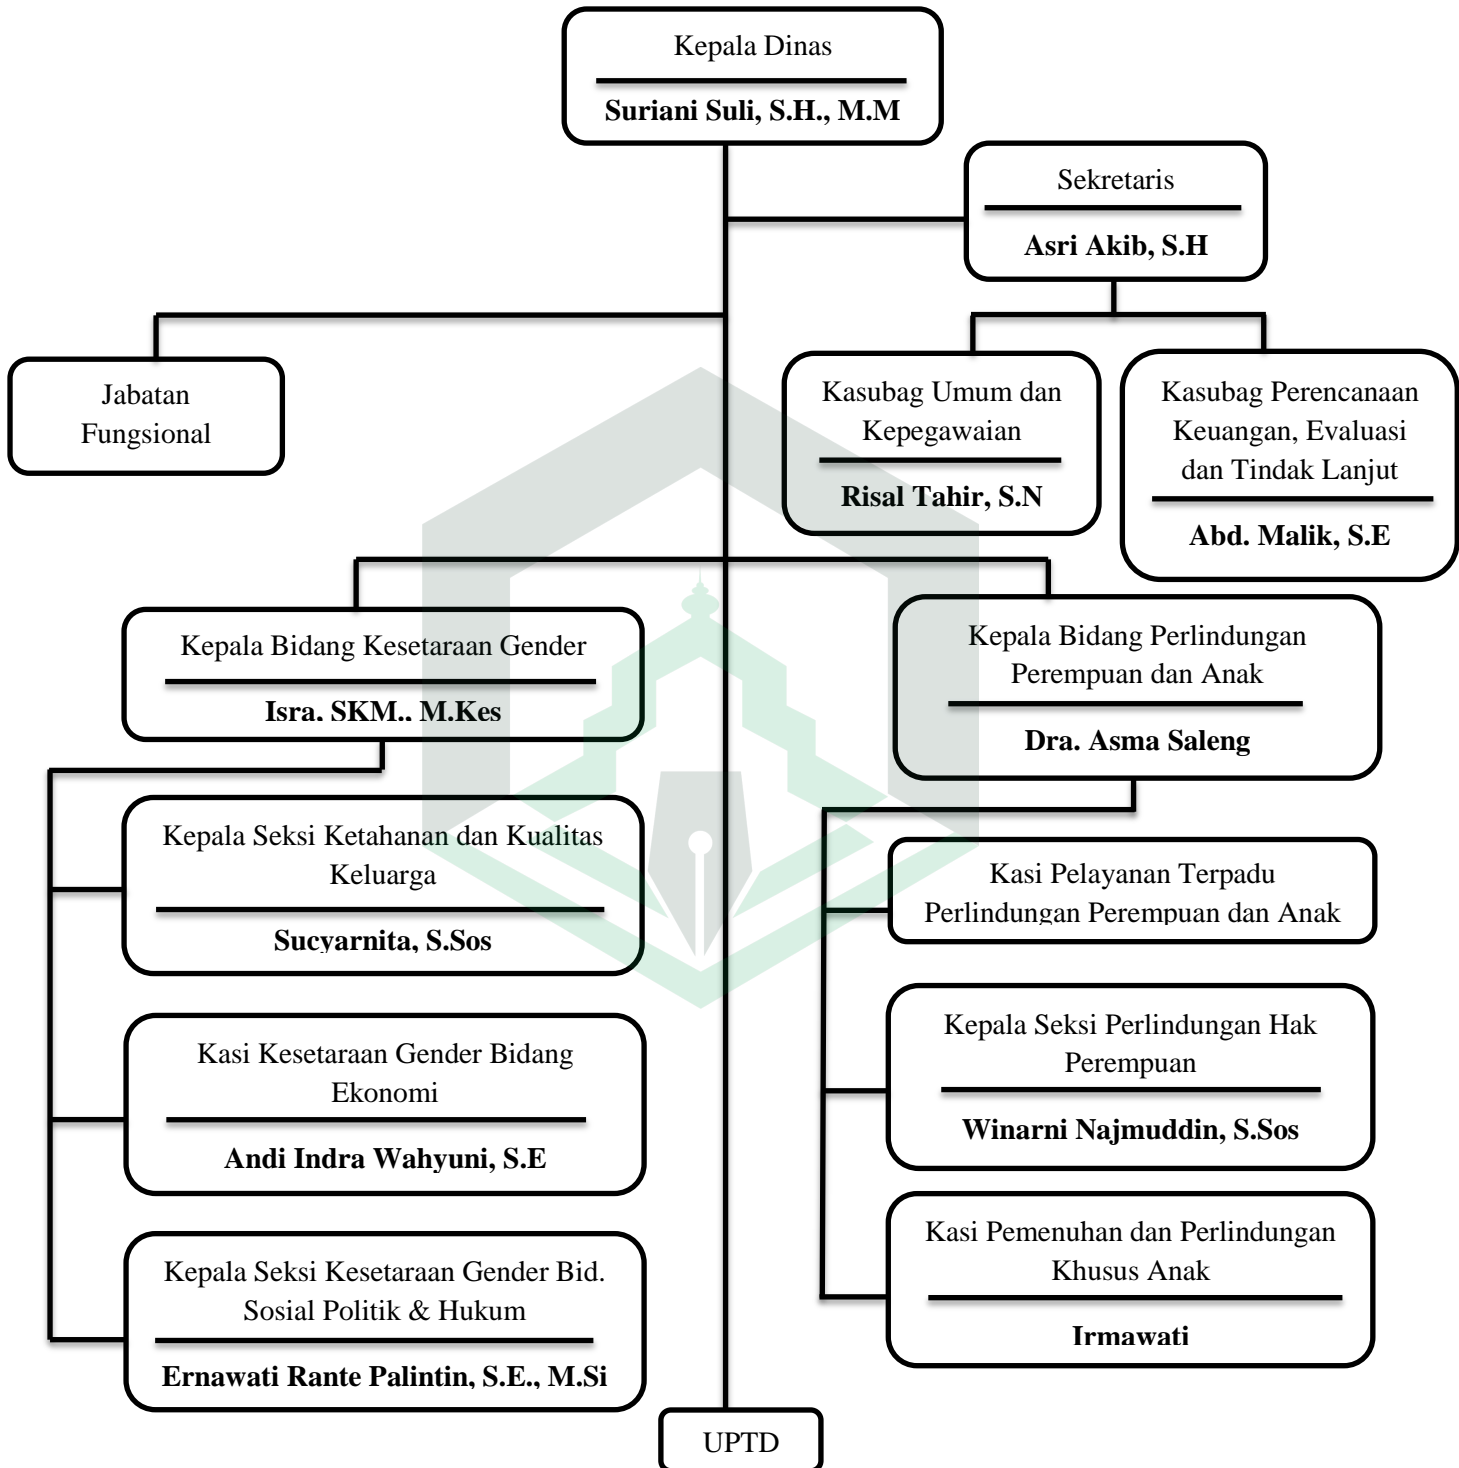 Kepala Dinas
Suriani Suli, S.H., M.M
Sekretaris
Asri Akib, S.H
Jabatan
Fungsional
Kasubag Umum dan
Kepegawaian
Risal Tahir, S.N
Kasubag Perencanaan
Keuangan, Evaluasi
dan Tindak Lanjut
Abd. Malik, S.E
Kepala Bidang Kesetaraan Gender
Isra. SKM., M.Kes
Kepala Bidang Perlindungan
Perempuan dan Anak
Dra. Asma Saleng
Kepala Seksi Ketahanan dan Kualitas
Keluarga
Sucyarnita, S.Sos
Kasi Kesetaraan Gender Bidang
Ekonomi
Andi Indra Wahyuni, S.E
Kepala Seksi Kesetaraan Gender Bid.
Sosial Politik & Hukum
Ernawati Rante Palintin, S.E., M.Si
Kasi Pelayanan Terpadu
Perlindungan Perempuan dan Anak
Kepala Seksi Perlindungan Hak
Perempuan
Winarni Najmuddin, S.Sos
Kasi Pemenuhan dan Perlindungan
Khusus Anak
Irmawati
UPTD